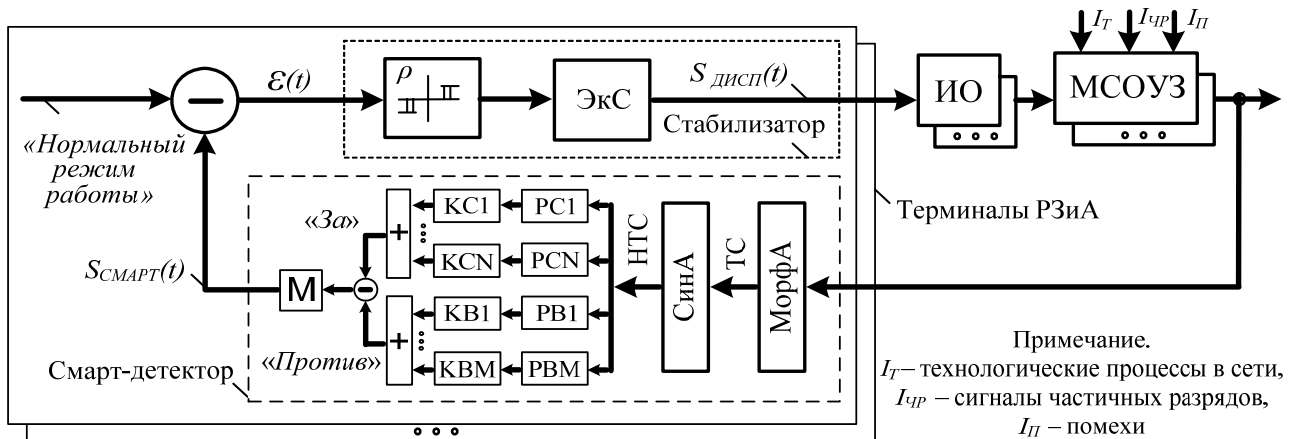 I_Т I_ЧР I_П
ε(t)
ρ
ЭкС
S_ДИСП(t)
Стабилизатор
ИО
МСОУЗ
«Нормальный
режим
работы»
Терминалы РЗиА
«За»
+
КС1
РС1
КСN
РСN
НТС
СинА
ТС
МорфА
S_СМАРТ(t)
М
«Против»
+
КВ1
РВ1
КВМ
РВМ
Смарт-детектор
Примечание.
I_Т – технологические процессы в сети,
I_ЧР – сигналы частичных разрядов,
I_П – помехи